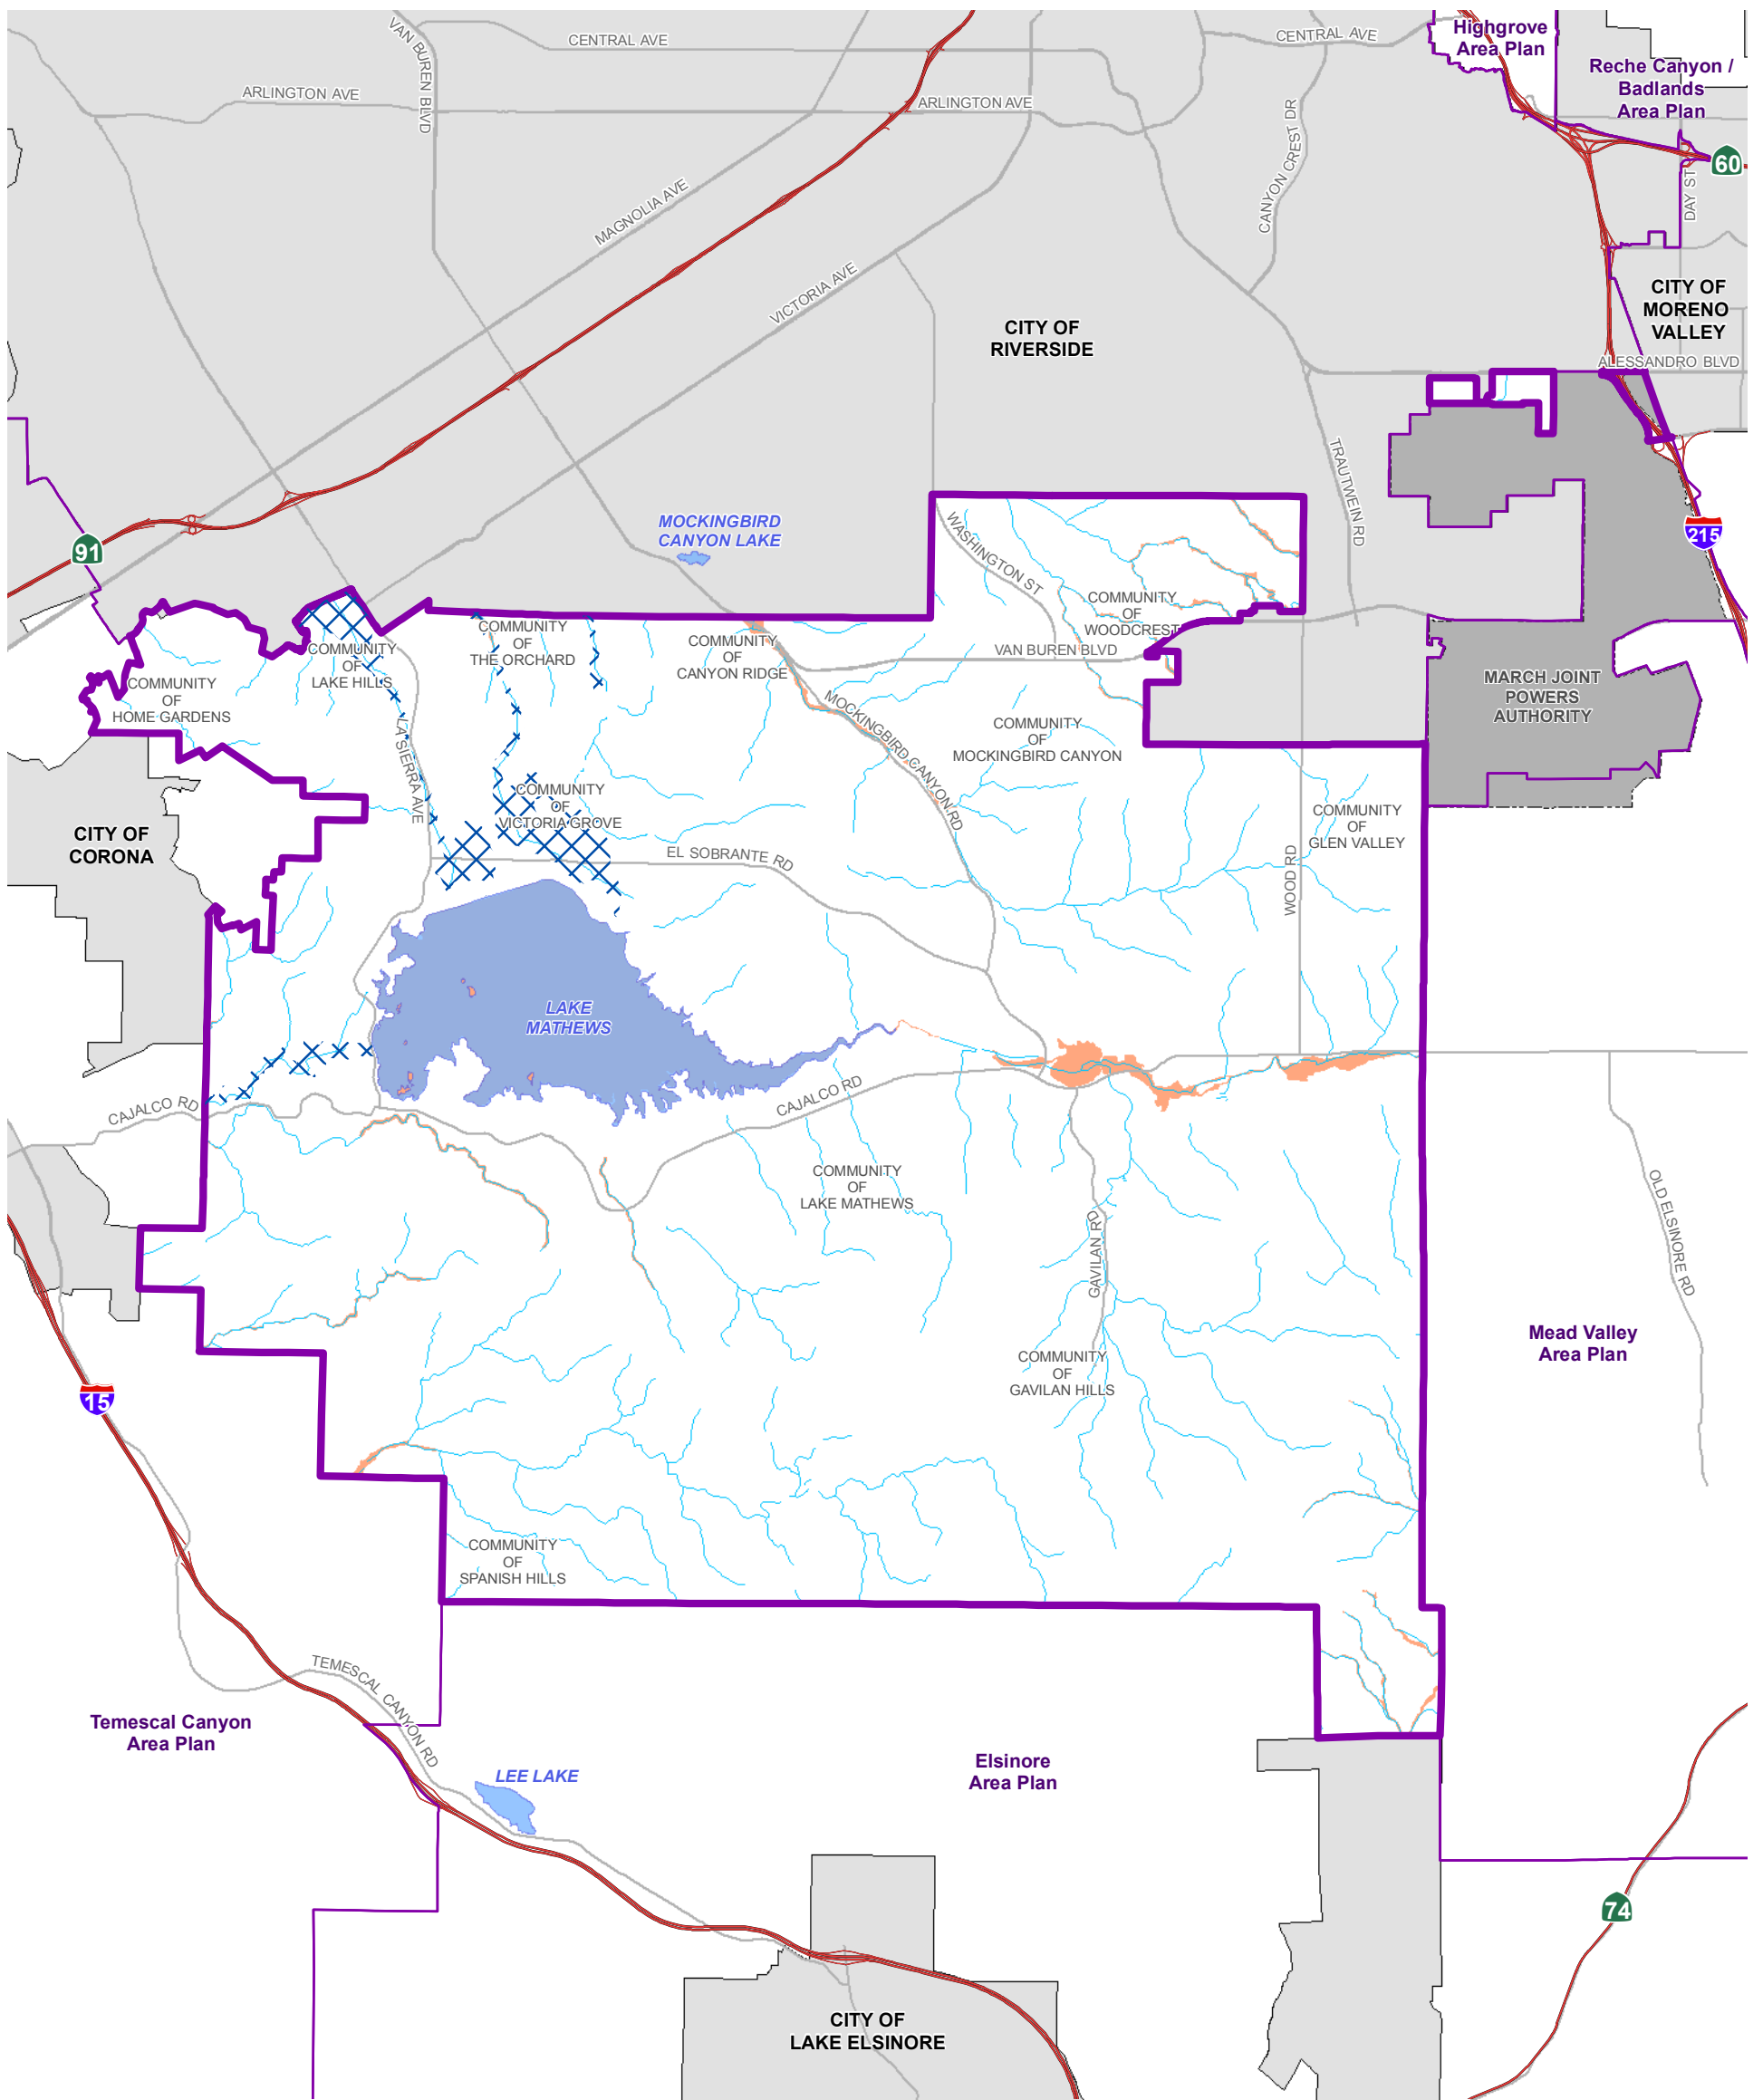 VAN BUREN BLVD
CENTRAL AVE
CENTRAL AVE
Highgrove
Area Plan
Reche Canyon /
Badlands
Area Plan
ARLINGTON AVE
ARLINGTON AVE
CANYON CREST DR
60
DAY ST
MAGNOLIA AVE
VICTORIA AVE
CITY OF
RIVERSIDE
CITY OF
MORENO
VALLEY
ALESSANDRO BLVD
TRAUTWEIN RD
91
MOCKINGBIRD
CANYON LAKE
WASHINGTON ST
215
COMMUNITY
OF
WOODCREST
COMMUNITY
OF
LAKE HILLS
COMMUNITY
OF
THE ORCHARD
COMMUNITY
OF
CANYON RIDGE
VAN BUREN BLVD
COMMUNITY
OF
HOME GARDENS
MARCH JOINT
POWERS
AUTHORITY
LA SIERRA AVE
MOCKINGBIRD CANYON RD
COMMUNITY
OF
MOCKINGBIRD CANYON
COMMUNITY
OF
VICTORIA GROVE
COMMUNITY
OF
GLEN VALLEY
CITY OF
CORONA
EL SOBRANTE RD
WOOD RD
LAKE
MATHEWS
CAJALCO RD
CAJALCO RD
COMMUNITY
OF
LAKE MATHEWS
GAVILAN RD
OLD ELSINORE RD
Mead Valley
Area Plan
COMMUNITY
OF
GAVILAN HILLS
15
COMMUNITY
OF
SPANISH HILLS
TEMESCAL CANYON RD
Temescal Canyon
Area Plan
Elsinore
Area Plan
LEE LAKE
74
CITY OF
LAKE ELSINORE